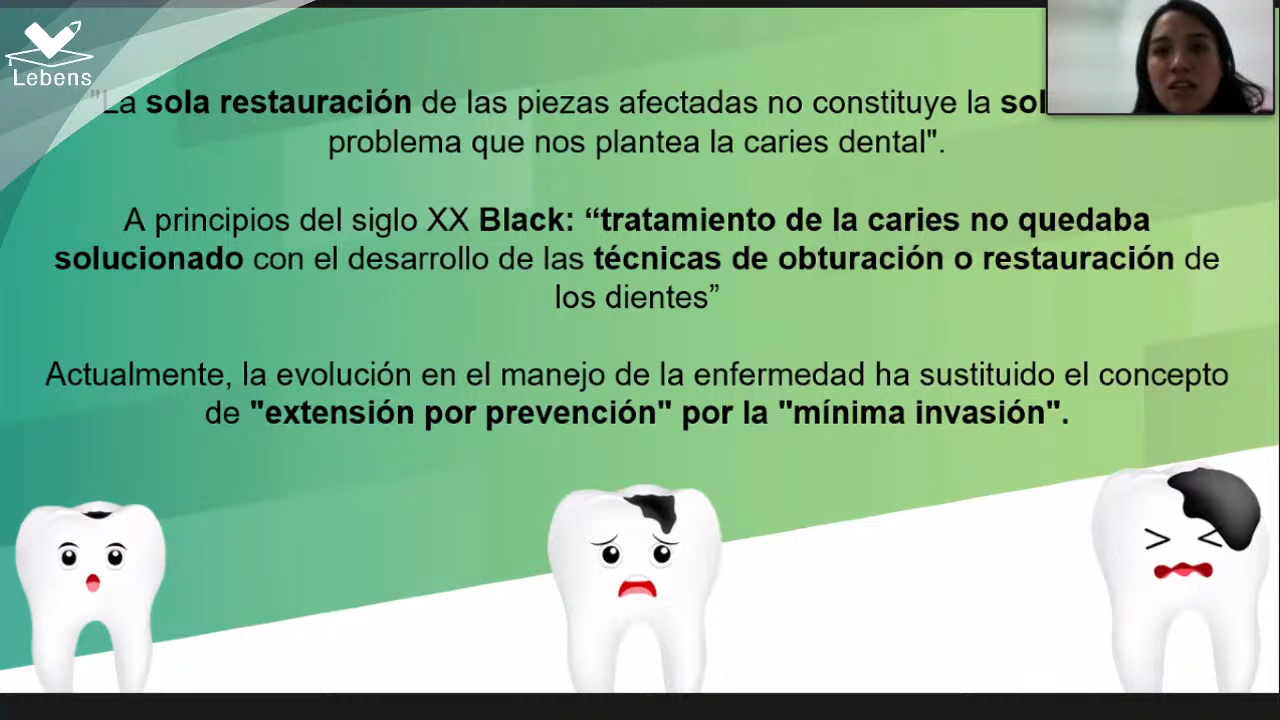 Lebens
"La sola restauración de las piezas afectadas no constituye la
problema que nos plantea la caries dental".
A principios del siglo XX Black: “tratamiento de la caries no quedaba
solucionado con el desarrollo de las técnicas de obturación o restauración de
los dientes”
Actualmente, la evolución en el manejo de la enfermedad ha sustituido el concepto
de "extensión por prevención" por la "mínima invasión".